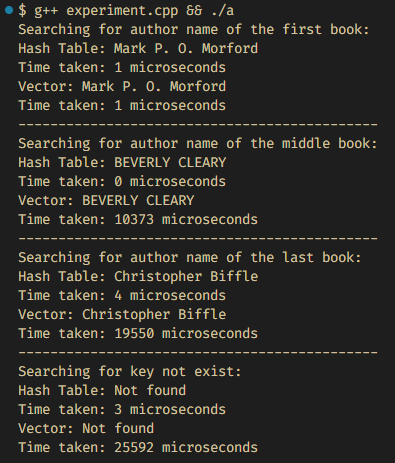 $ g++ experiment.cpp && ./a
Searching for author name of the first book:
Hash Table: Mark P. O. Morford
Time taken: 1 microseconds
Vector: Mark P. O. Morford
Time taken: 1 microseconds
---------------------------------------------
Searching for author name of the middle book:
Hash Table: BEVERLY CLEARY
Time taken: 0 microseconds
Vector: BEVERLY CLEARY
Time taken: 10373 microseconds
---------------------------------------------
Searching for author name of the last book:
Hash Table: Christopher Biffle
Time taken: 4 microseconds
Vector: Christopher Biffle
Time taken: 19550 microseconds
---------------------------------------------
Searching for key not exist:
Hash Table: Not found
Time taken: 3 microseconds
Vector: Not found
Time taken: 25592 microseconds